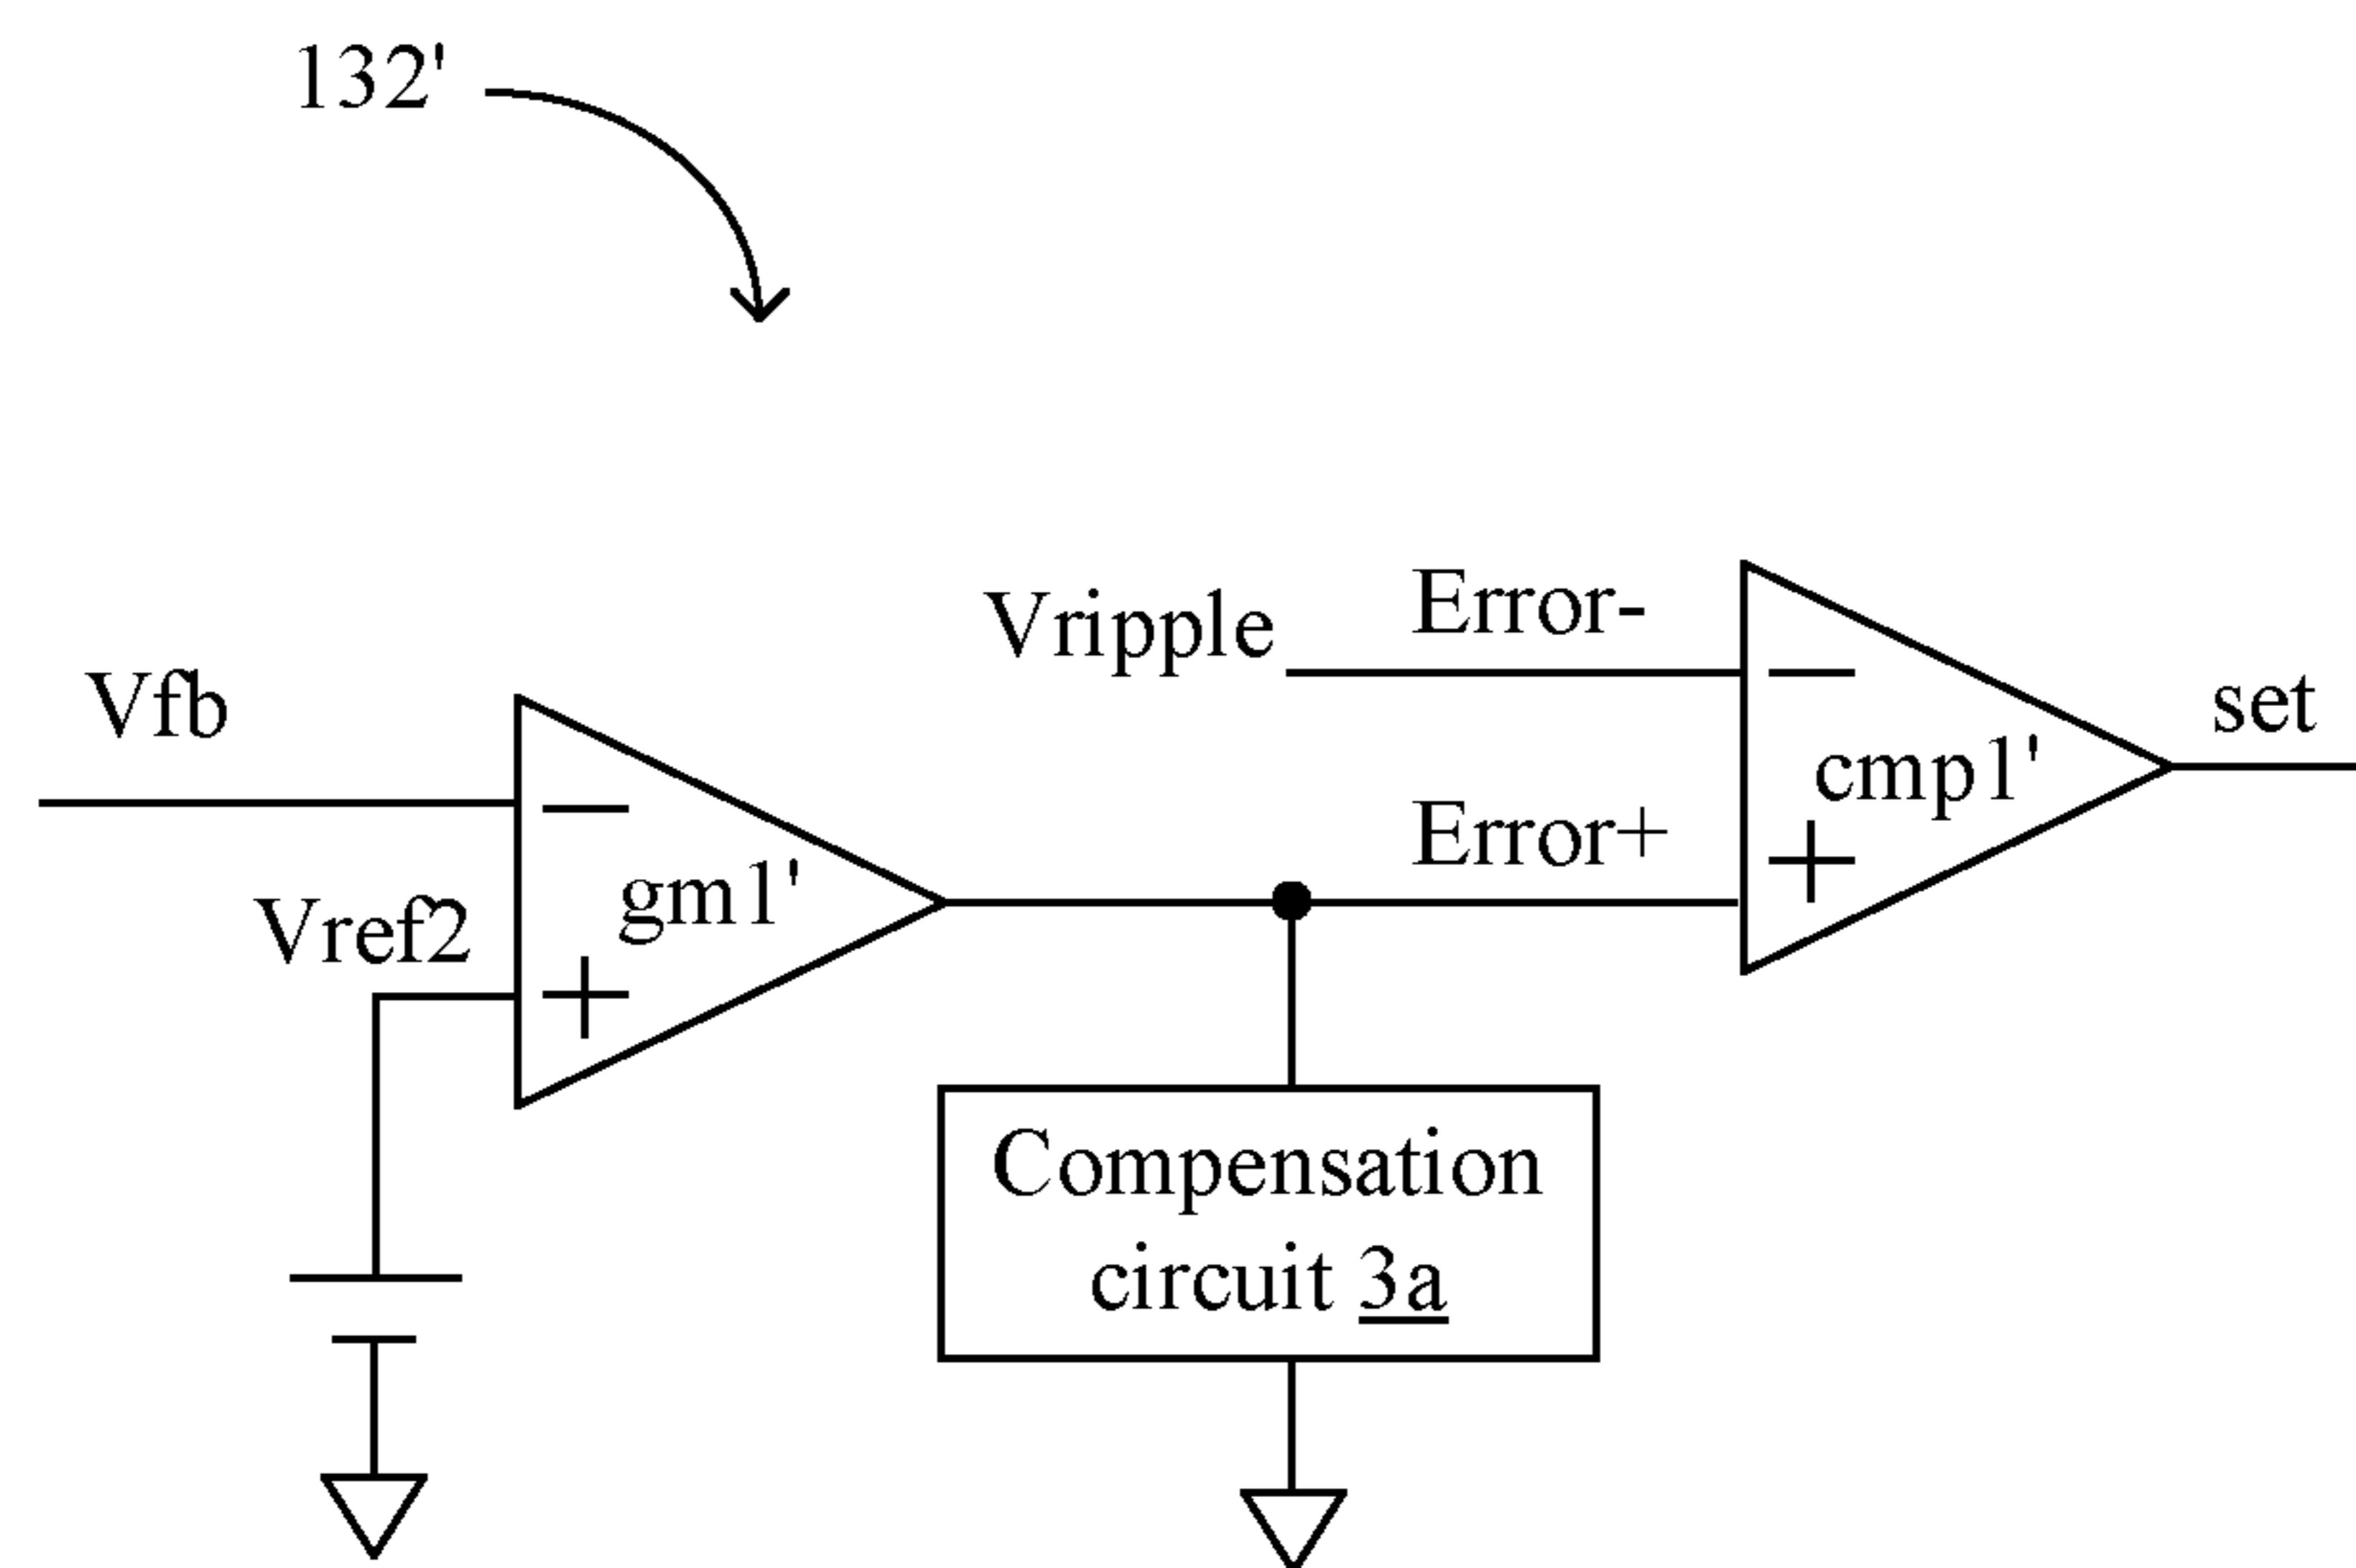 132'
Vripple
Error-
Vfb
set
cmp1'
Error+
gm1'
Vref2
Compensation
circuit 3a